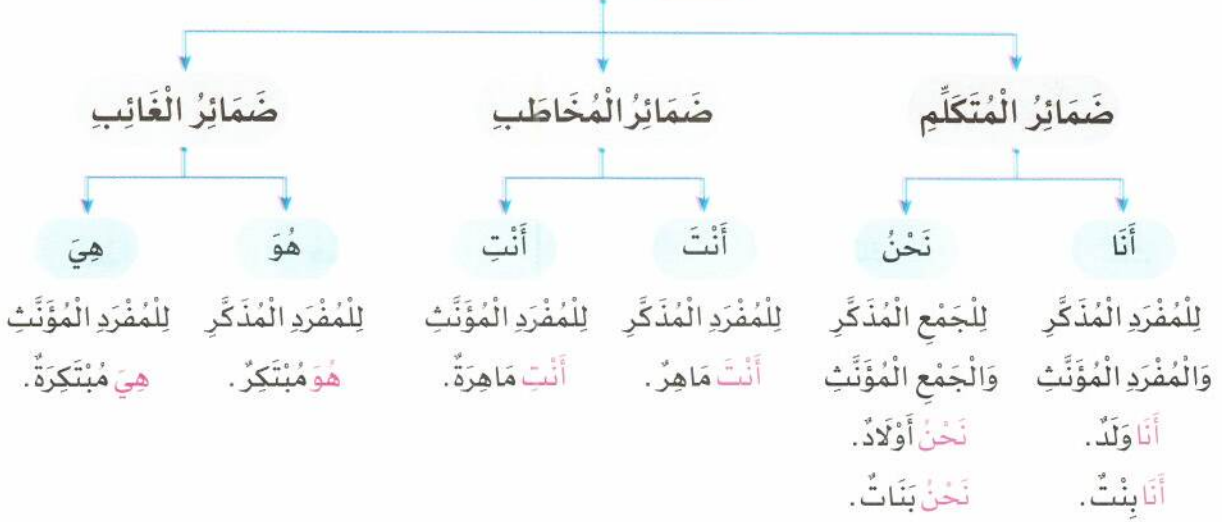 ضَمَائِرُ الْمُتَكَلِّمِ
ضَمَائِرُ الْمُخَاطَبِ
ضَمَائِرُ الْغَائِبِ
أَنَا
نَحْنُ
أَنْتَ
أَنْتِ
هُوَ
هِيَ
لِلْمُفْرَدِ الْمُذَكَّرِ
وَالْمُفْرَدِ الْمُؤَنَّثِ
أَنَا وَلَدٌ.
أَنَا بِنْتٌ.
لِلْجَمْعِ الْمُذَكَّرِ
وَالْجَمْعِ الْمُؤَنَّثِ
نَحْنُ أَوْلَادٌ.
نَحْنُ بَنَاتٌ.
لِلْمُفْرَدِ الْمُذَكَّرِ
أَنْتَ مَاهِرٌ.
لِلْمُفْرَدِ الْمُؤَنَّثِ
أَنْتِ مَاهِرَةٌ.
لِلْمُفْرَدِ الْمُذَكَّرِ
هُوَ مُبْتَكِرٌ.
لِلْمُفْرَدِ الْمُؤَنَّثِ
هِيَ مُبْتَكِرَةٌ.